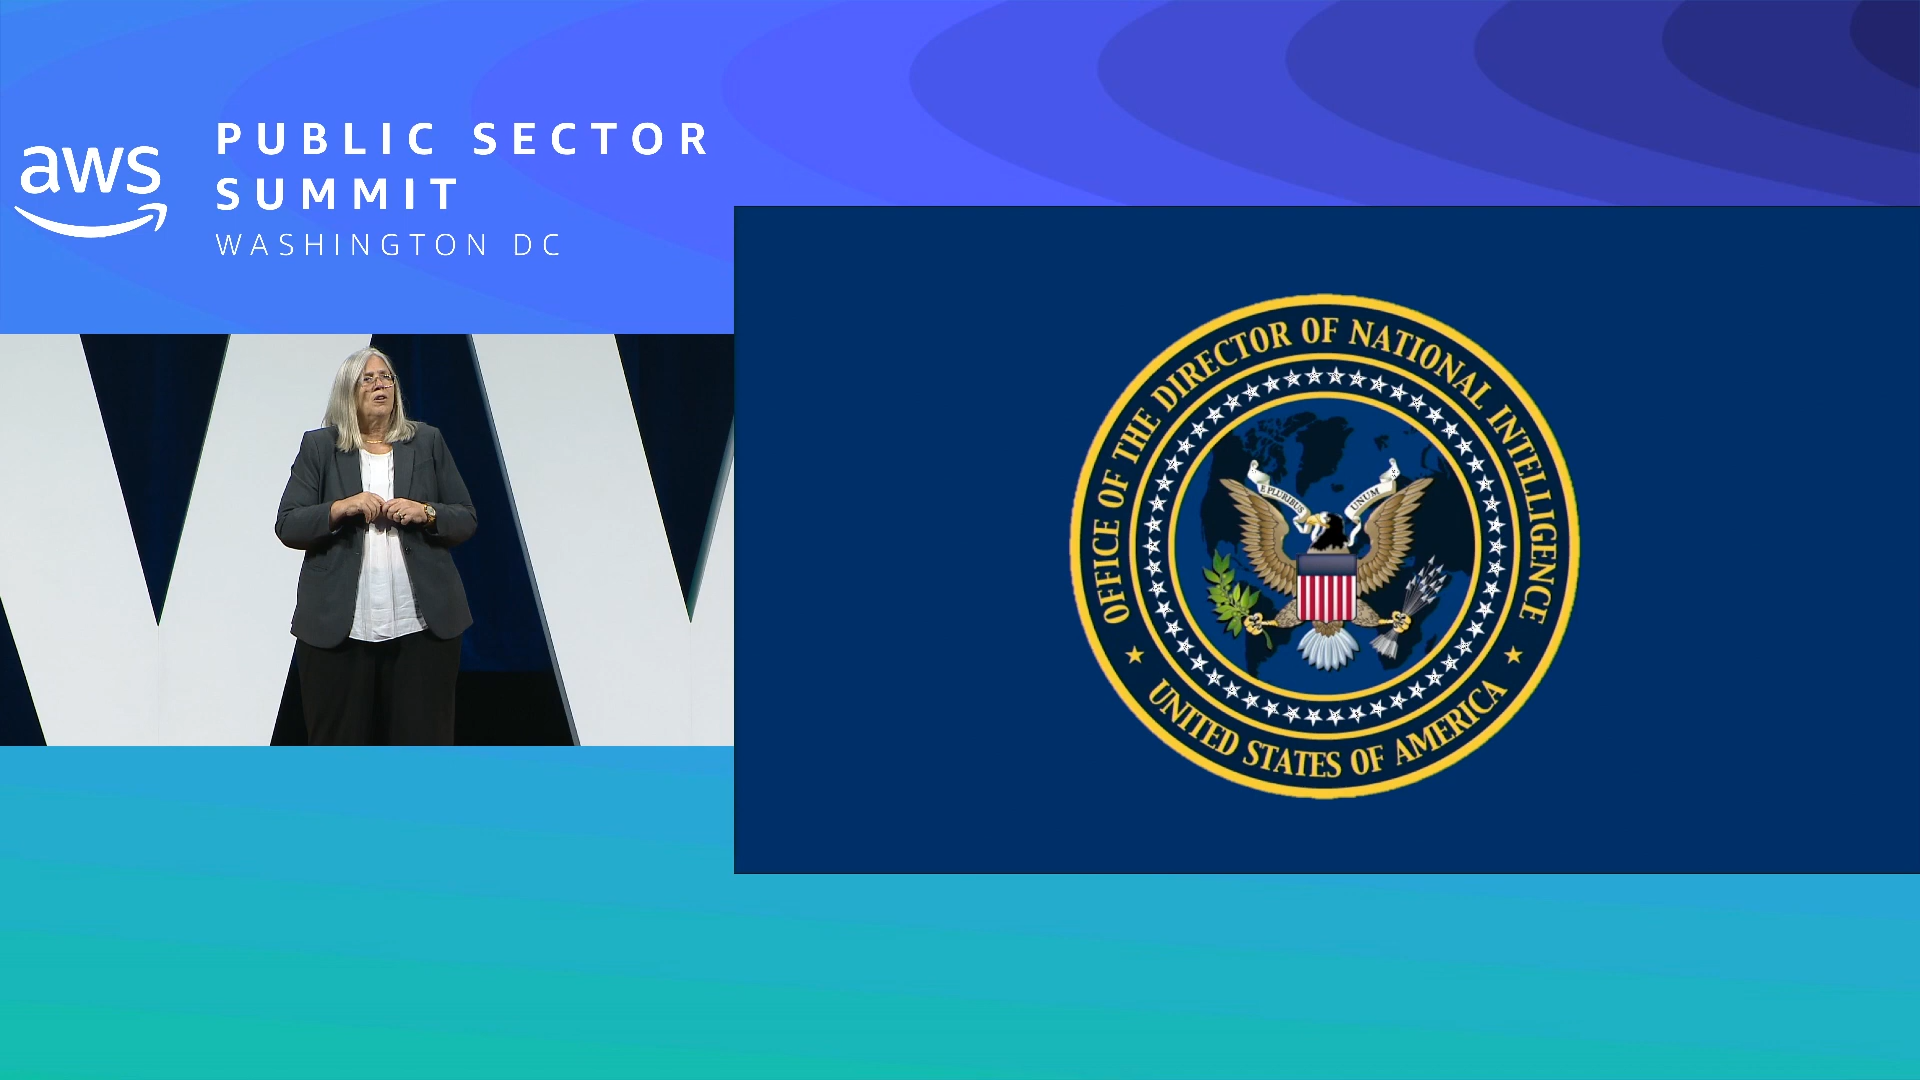 aws
PUBLIC SECTOR
SUMMIT
WASHINGTON DC
OFFICE OF THE DIRECTOR OF NATIONAL INTELLIGENCE
E PLURIBUS
UNUM
UNITED STATES OF AMERICA